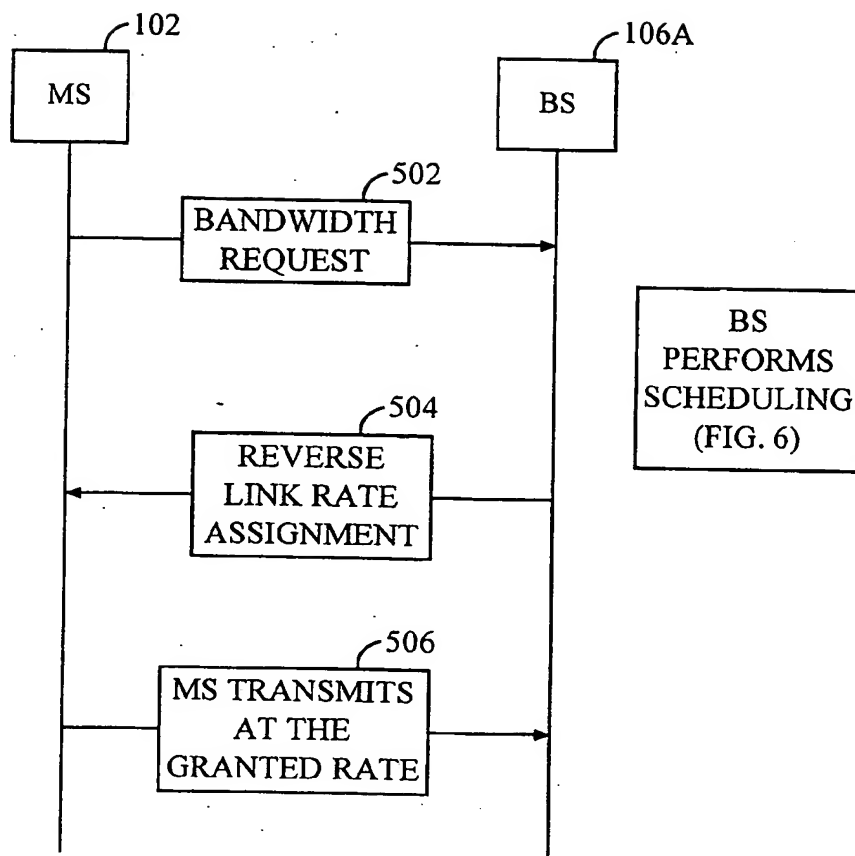 102
106A
MS
BS
502
BANDWIDTH
REQUEST
BS
PERFORMS
SCHEDULING
(FIG. 6)
504
REVERSE
LINK RATE
ASSIGNMENT
506
MS TRANSMITS
AT THE
GRANTED RATE